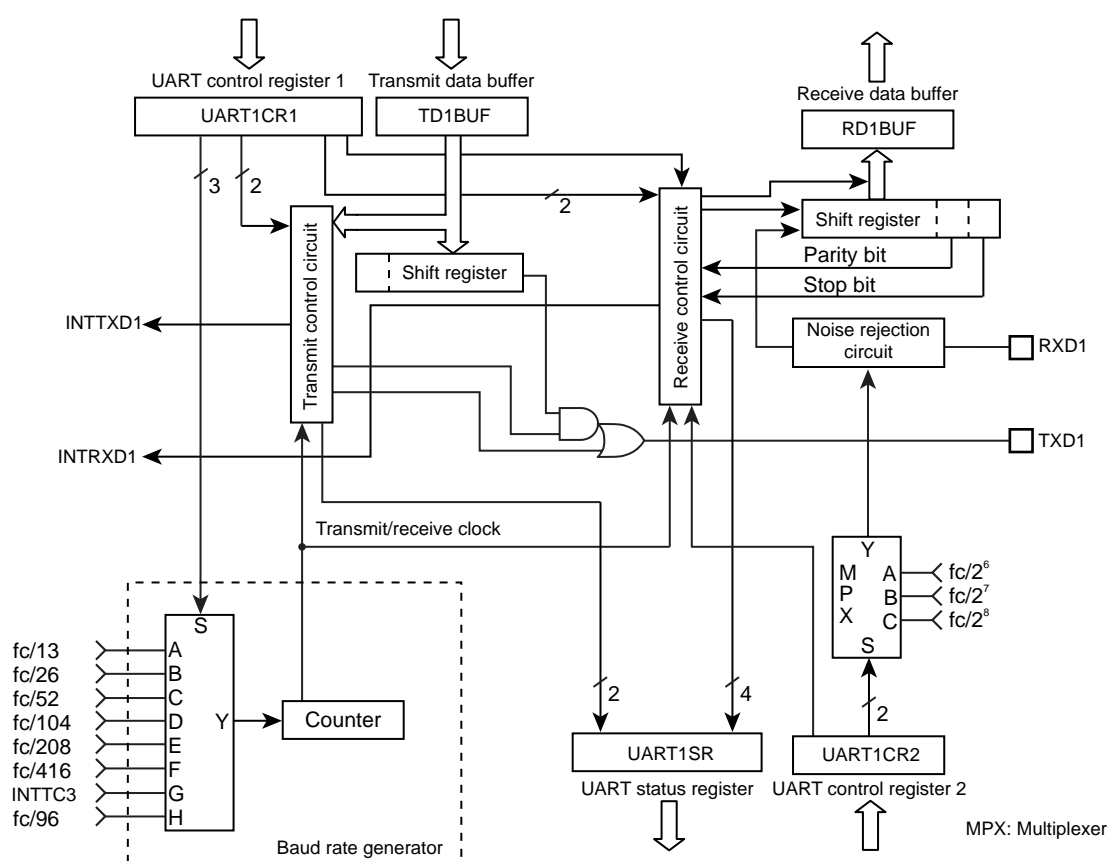 UART control register 1
Transmit data buffer
Receive data buffer
UART1CR1
TD1BUF
RD1BUF
3
2
2
Transmit control circuit
Shift register
Receive control circuit
Shift register
Parity bit
Stop bit
INTTXD1
Noise rejection
circuit
RXD1
INTRXD1
TXD1
Transmit/receive clock
Y
M
P
X
A
B
C
S
fc/2⁶
fc/2⁷
fc/2⁸
S
fc/13
A
fc/26
B
fc/52
C
fc/104
D
fc/208
E
fc/416
F
INTTC3
G
fc/96
H
Y
Counter
2
4
2
UART1SR
UART1CR2
UART status register
UART control register 2
Baud rate generator
MPX: Multiplexer